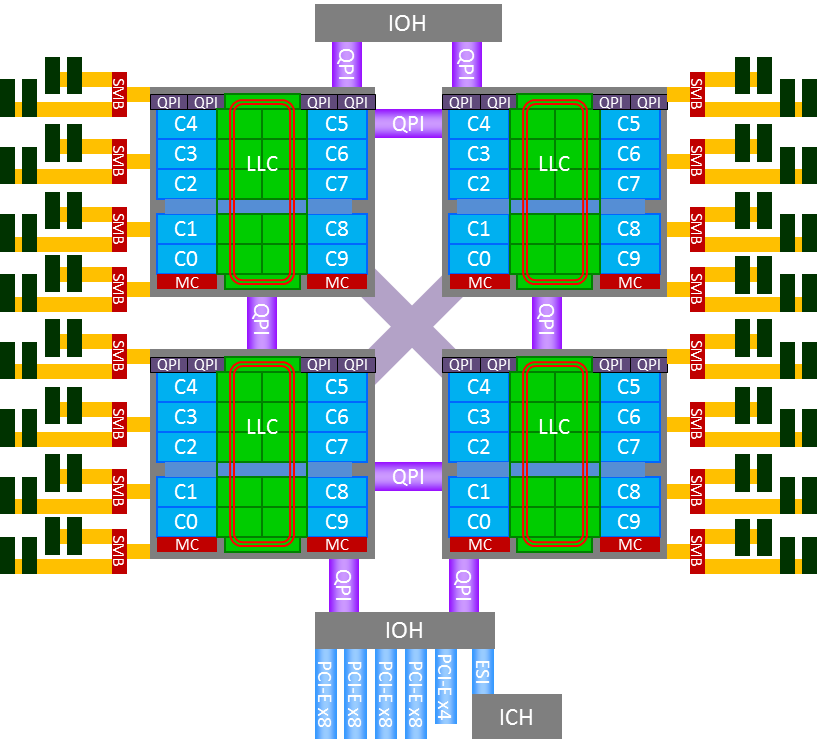 IOH
QPI QPI
SMB SMB
QPI QPI QPI QPI QPI QPI QPI QPI
C4 C5 QPI C4 C5
SMB C3 LLC C6 C3 LLC C6 SMB
C2 C7 C2 C7
SMB C1 C8 C1 C8 SMB
C0 C9 C0 C9
SMB MC MC MC MC SMB
QPI QPI
SMB SMB
QPI QPI QPI QPI QPI QPI QPI QPI
C4 C5 C4 C5
SMB C3 LLC C6 C3 LLC C6 SMB
C2 C7 C2 C7
QPI
SMB C1 C8 C1 C8 SMB
C0 C9 C0 C9
SMB MC MC MC MC SMB
QPI QPI
IOH
PCI-E x8 PCI-E x8 PCI-E x8 PCI-E x8 PCI-E x4 ESI
ICH